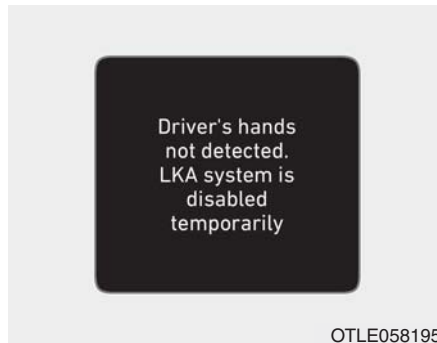 Driver's hands
not detected.
LKA system is
disabled
temporarily
OTLE058195